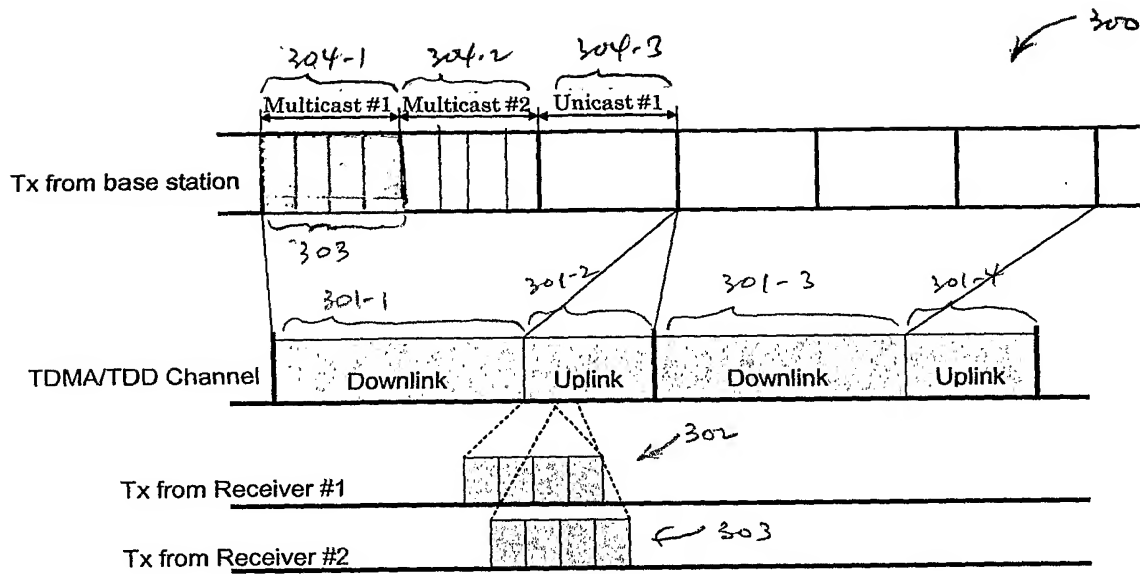 300
304-1 304-2 304-3
Multicast #1 Multicast #2 Unicast #1
Tx from base station
303
301-1 301-2 301-3 301-4
TDMA/TDD Channel Downlink Uplink Downlink Uplink
302
Tx from Receiver #1
303
Tx from Receiver #2